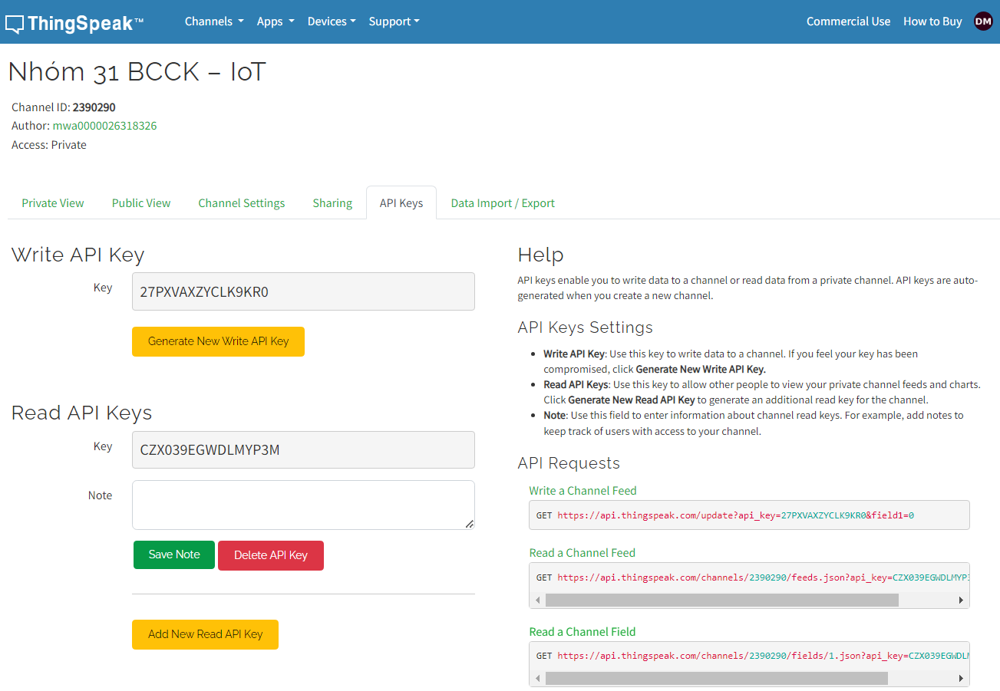 ThingSpeak™
Channels Apps Devices Support Commercial Use How to Buy DM
Nhóm 31 BCCK – IoT
Channel ID: 2390290
Author: mwa0000026318326
Access: Private
Private View Public View Channel Settings Sharing API Keys Data Import / Export
Write API Key
Key 27PXVAXZYCLK9KR0
Generate New Write API Key
Read API Keys
Key CZX039EGWDLMYP3M
Note
Save Note Delete API Key
Add New Read API Key
Help
API keys enable you to write data to a channel or read data from a private channel. API keys are auto-
generated when you create a new channel.
API Keys Settings
• Write API Key: Use this key to write data to a channel. If you feel your key has been
compromised, click Generate New Write API Key.
• Read API Keys: Use this key to allow other people to view your private channel feeds and charts.
Click Generate New Read API Key to generate an additional read key for the channel.
• Note: Use this field to enter information about channel read keys. For example, add notes to
keep track of users with access to your channel.
API Requests
Write a Channel Feed
GET https://api.thingspeak.com/update?api_key=27PXVAXZYCLK9KR0&field1=0
Read a Channel Feed
GET https://api.thingspeak.com/channels/2390290/feeds.json?api_key=CZX039EGWDLMYP3
Read a Channel Field
GET https://api.thingspeak.com/channels/2390290/fields/1.json?api_key=CZX039EGWDLM